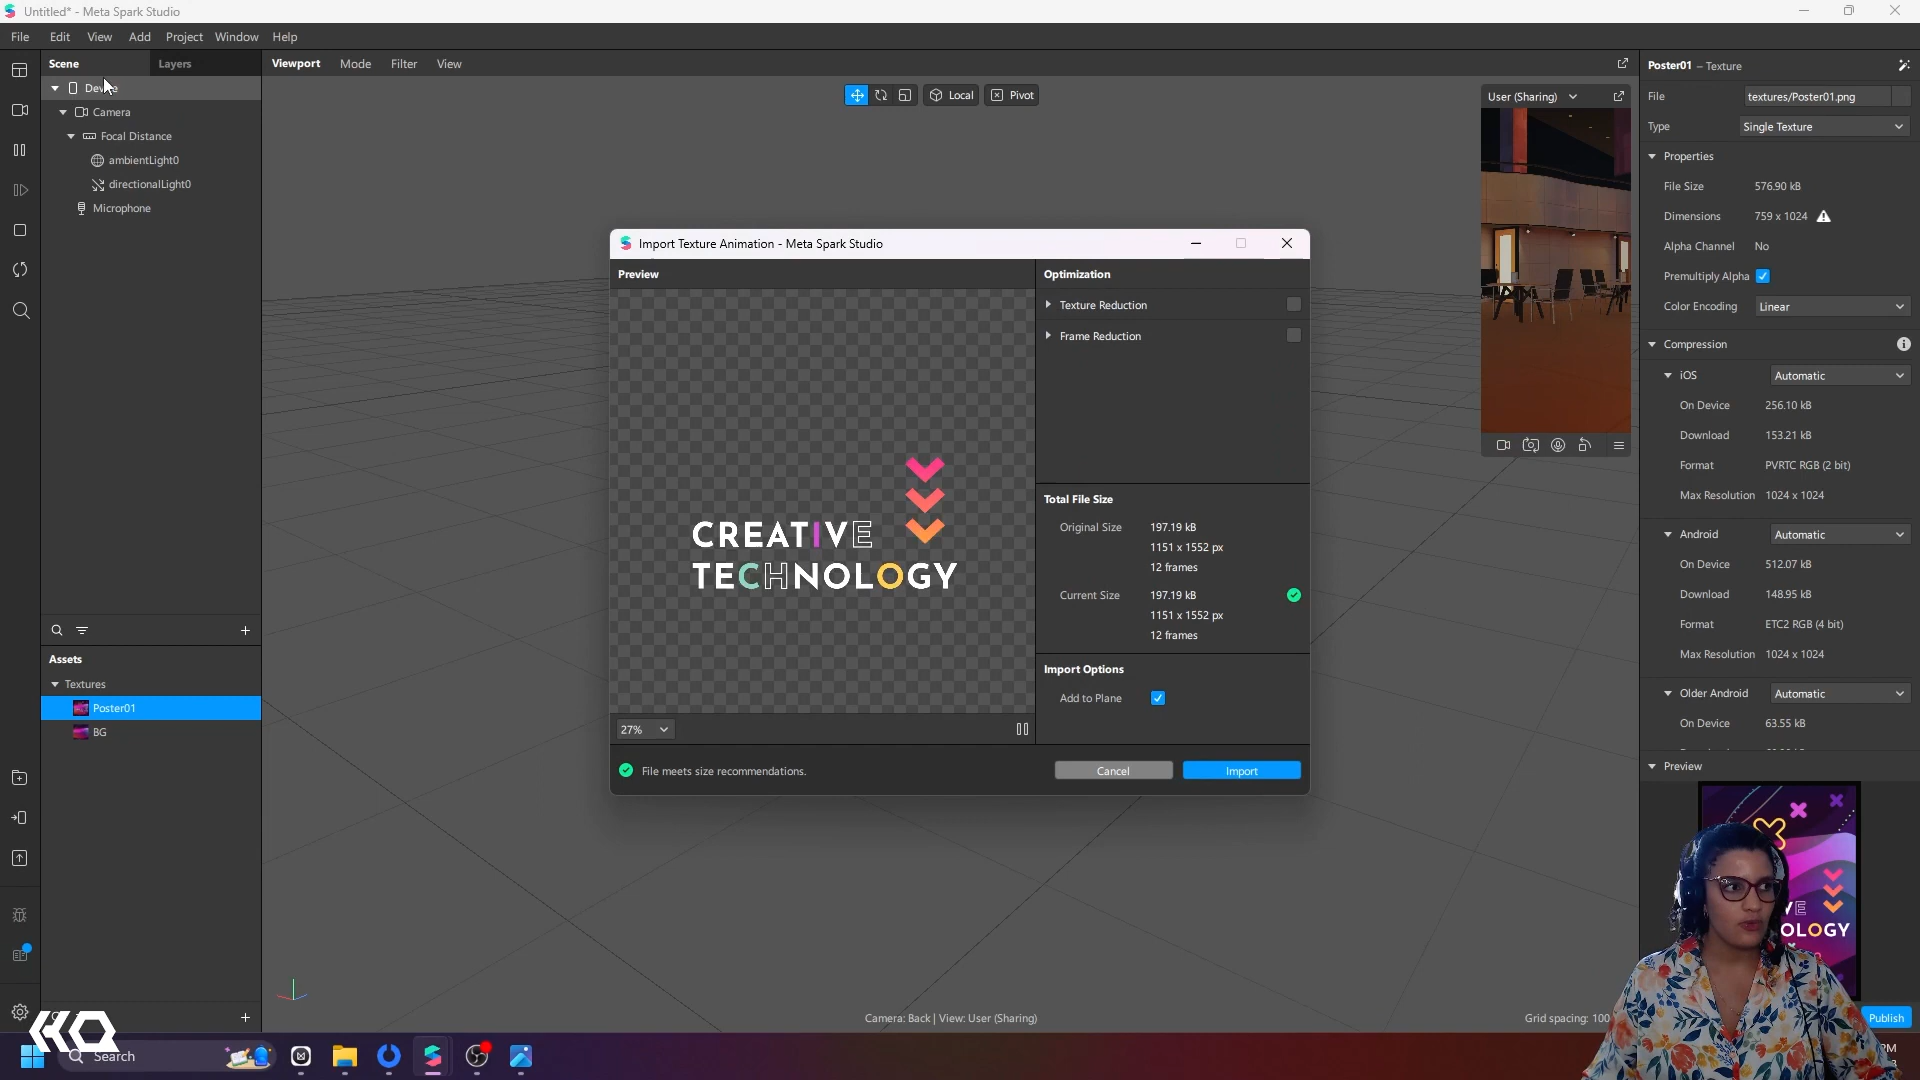 Untitled* - Meta Spark Studio
File Edit View Add Project Window Help
Scene Layers
Camera
Focal Distance
ambientLight0
directionalLight0
Microphone
Assets
Textures
Poster01
BG
Viewport Mode Filter View
Local Pivot
User (Sharing)
Import Texture Animation - Meta Spark Studio
Preview
CREATIVE
TECHNOLOGY
27%
Optimization
Texture Reduction
Frame Reduction
Total File Size
Original Size 197.19 kB
1151 x 1552 px
12 frames
Current Size 197.19 kB
1151 x 1552 px
12 frames
Import Options
Add to Plane
File meets size recommendations.
Cancel Import
Camera: Back | View: User (Sharing)
Grid spacing: 100
Poster01 – Texture
File textures/Poster01.png
Type Single Texture
Properties
File Size 576.90 kB
Dimensions 759 x 1024
Alpha Channel No
Premultiply Alpha
Color Encoding Linear
Compression
iOS Automatic
On Device 256.10 kB
Download 153.21 kB
Format PVRTC RGB (2 bit)
Max Resolution 1024 x 1024
Android Automatic
On Device 512.07 kB
Download 148.95 kB
Format ETC2 RGB (4 bit)
Max Resolution 1024 x 1024
Older Android Automatic
On Device 63.55 kB
Preview
VE
OLOGY
Publish
HQ
Search
PM